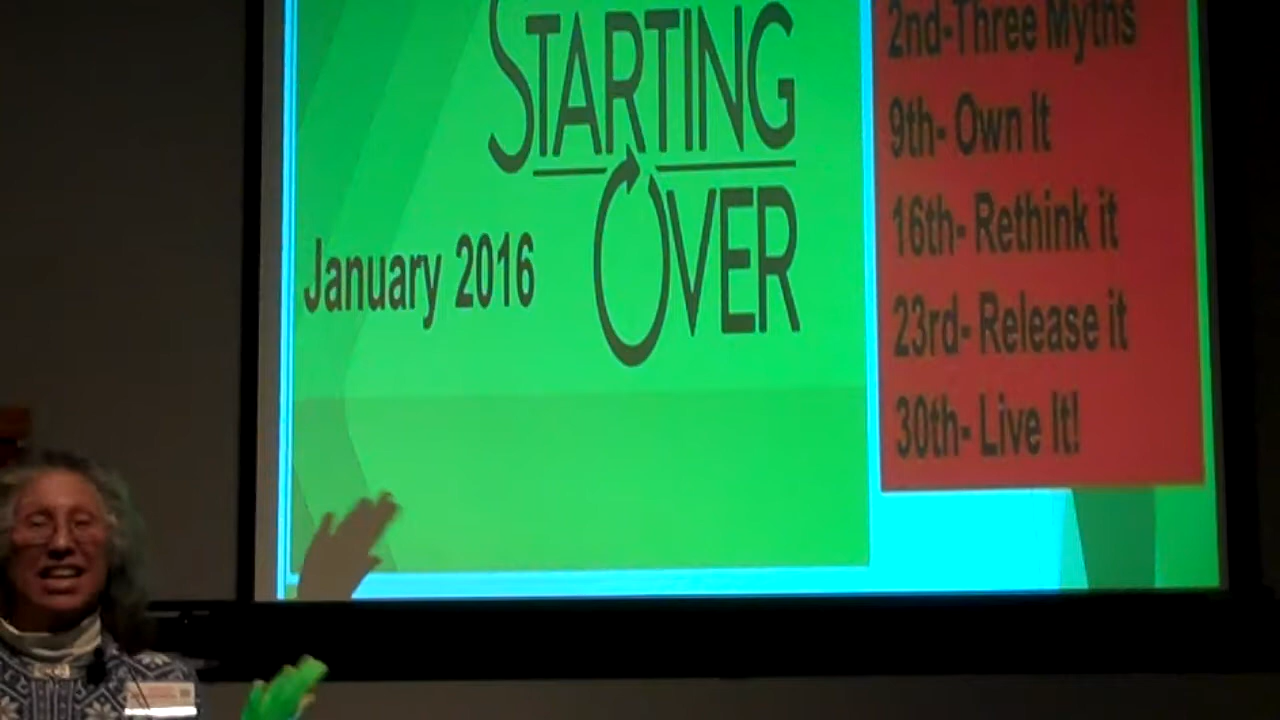 STARTING
OVER
January 2016
2nd-Three Myths
9th- Own It
16th- Rethink it
23rd- Release it
30th- Live It!